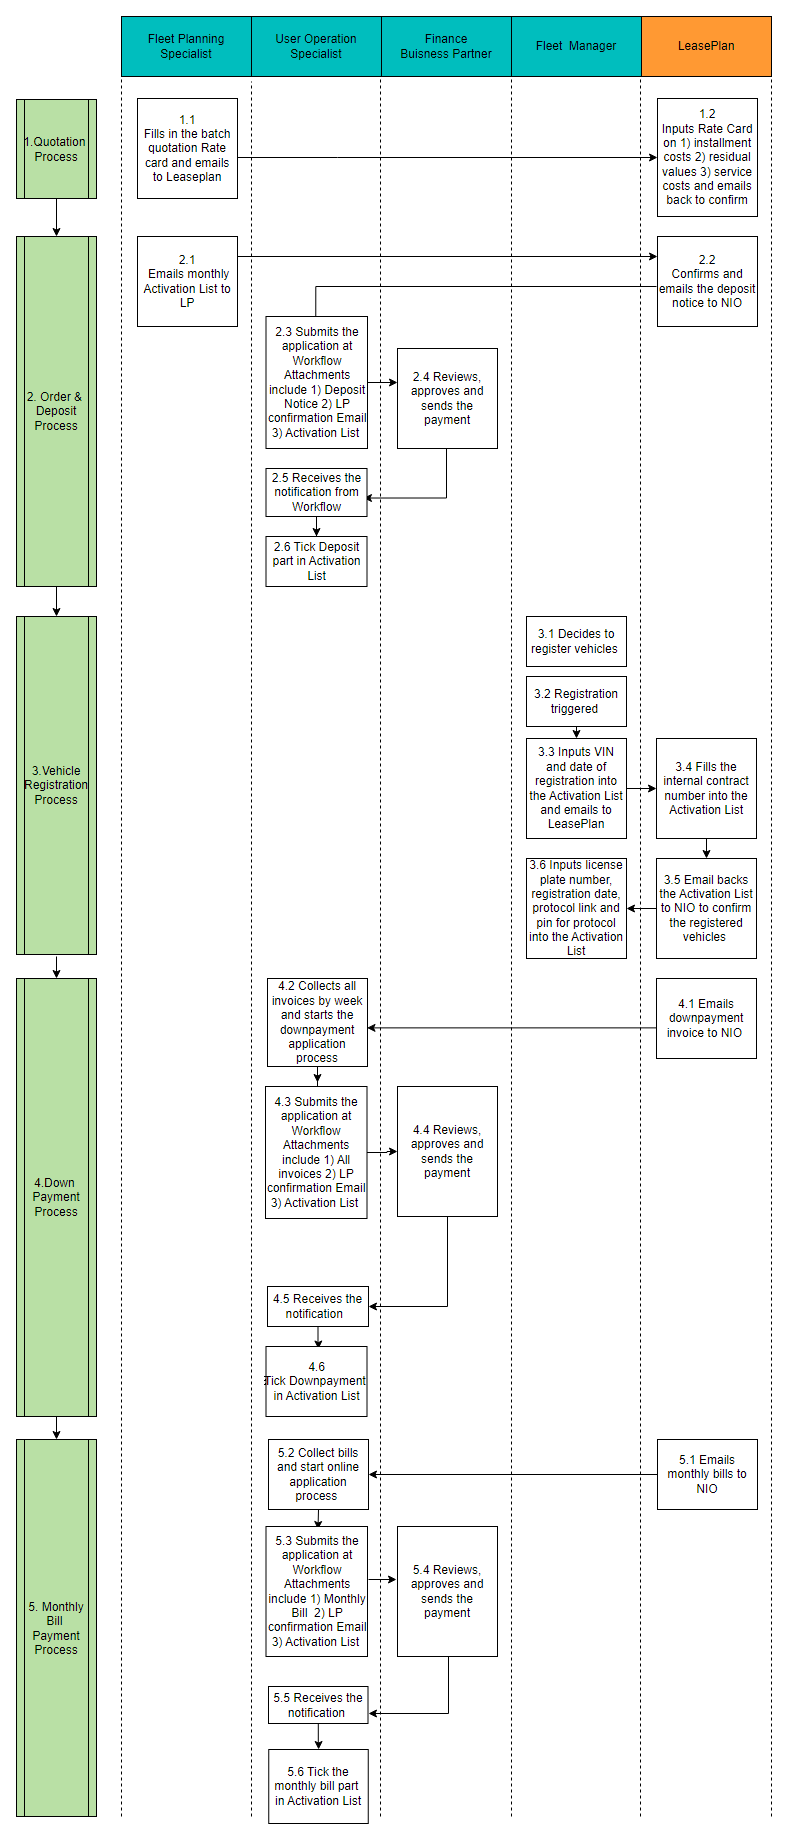 Fleet Planning
Specialist
User Operation
Specialist
Finance
Buisness Partner
Fleet  Manager
LeasePlan
1.Quotation
Process
1.1
Fills in the batch
quotation Rate
card and emails
to Leaseplan
1.2
Inputs Rate Card
on 1) installment
costs 2) residual
values 3) service
costs and emails
back to confirm
2. Order &
Deposit
Process
2.1
Emails monthly
Activation List to
LP
2.2
Confirms and
emails the deposit
notice to NIO
2.3 Submits the
application at
Workflow
Attachments
include 1) Deposit
Notice 2) LP
confirmation Email
3) Activation List
2.4 Reviews,
approves and
sends the
payment
2.5 Receives the
notification from
Workflow
2.6 Tick Deposit
part in Activation
List
3.Vehicle
Registration
Process
3.1 Decides to
register vehicles
3.2 Registration
triggered
3.3 Inputs VIN
and date of
registration into
the Activation List
and emails to
LeasePlan
3.4 Fills the
internal contract
number into the
Activation List
3.5 Email backs
the Activation List
to NIO to confirm
the registered
vehicles
3.6 Inputs license
plate number,
registration date,
protocol link and
pin for protocol
into the Activation
List
4.Down
Payment
Process
4.1 Emails
downpayment
invoice to NIO
4.2 Collects all
invoices by week
and starts the
downpayment
application
process
4.3 Submits the
application at
Workflow
Attachments
include 1) All
invoices 2) LP
confirmation Email
3) Activation List
4.4 Reviews,
approves and
sends the
payment
4.5 Receives the
notification
4.6
Tick Downpayment
in Activation List
5. Monthly
Bill
Payment
Process
5.1 Emails
monthly bills to
NIO
5.2 Collect bills
and start online
application
process
5.3 Submits the
application at
Workflow
Attachments
include 1) Monthly
Bill  2) LP
confirmation Email
3) Activation List
5.4 Reviews,
approves and
sends the
payment
5.5 Receives the
notification
5.6 Tick the
monthly bill part
in Activation List